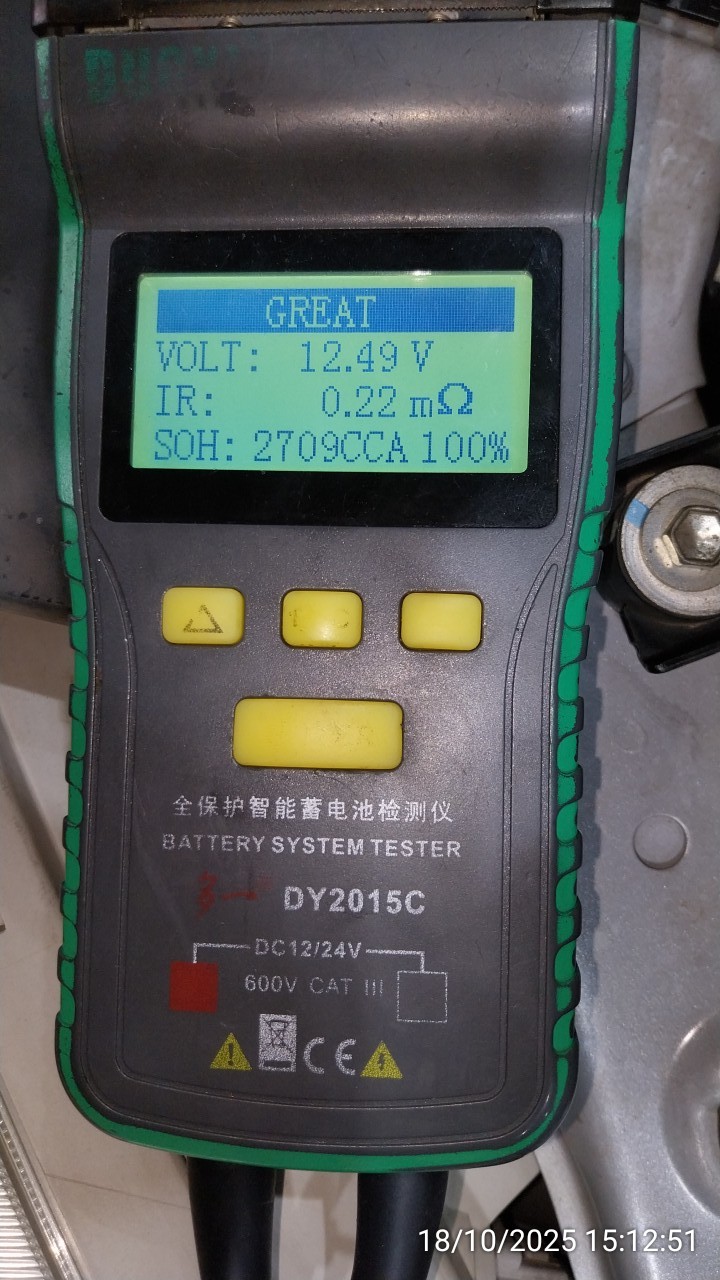 GREAT
VOLT: 12.49 V
IR: 0.22 mΩ
SOH: 2709CCA 100%
全保护智能蓄电池检测仪
BATTERY SYSTEM TESTER
DY2015C
DC12/24V
600V CAT III
CE
18/10/2025 15:12:51